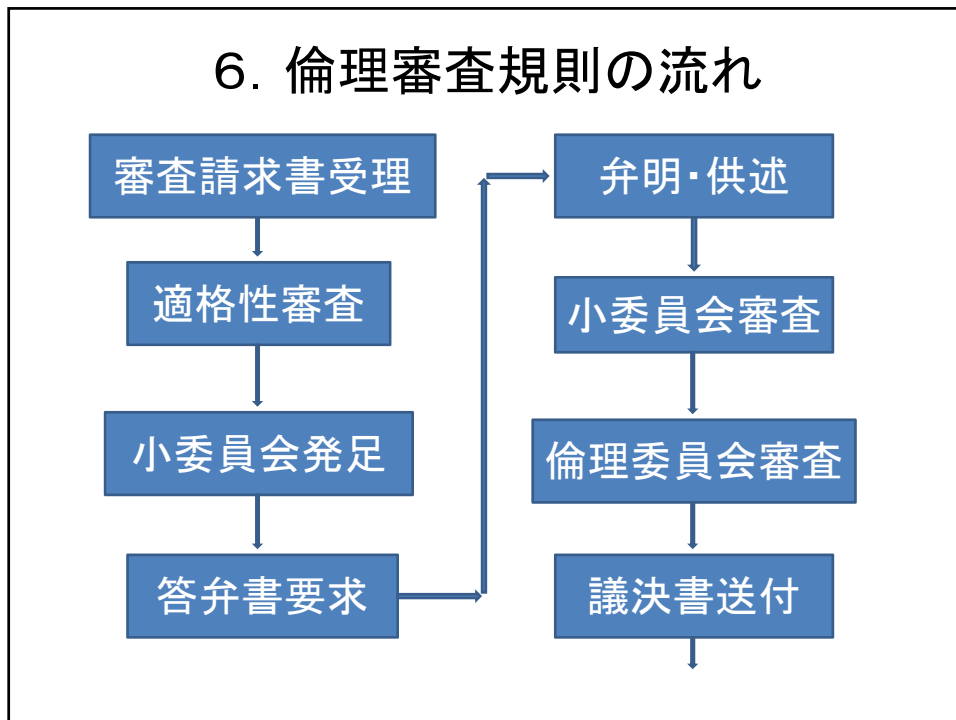 ６．倫理審査規則の流れ
審査請求書受理
適格性審査
小委員会発足
答弁書要求
弁明・供述
小委員会審査
倫理委員会審査
議決書送付